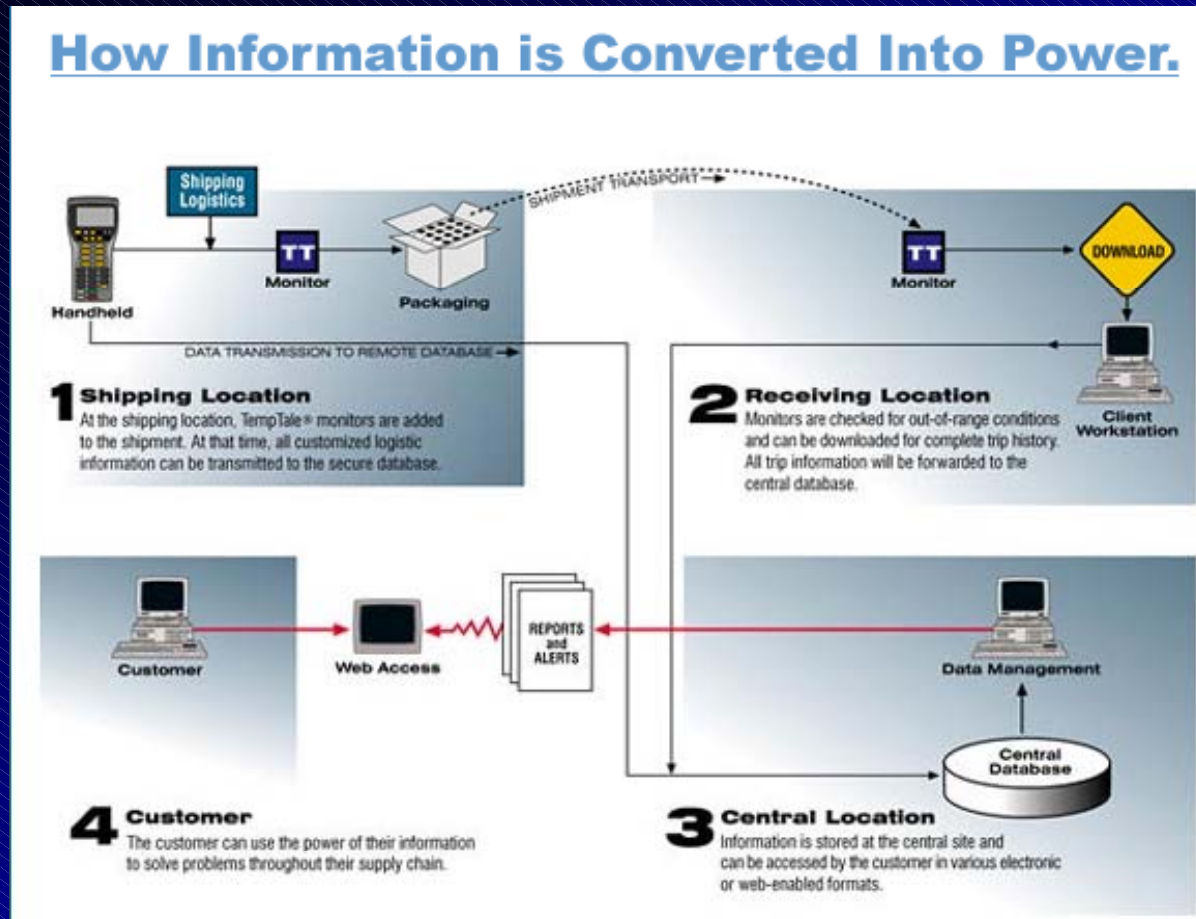 How Information is Converted Into Power.
Shipping
Logistics
SHIPMENT TRANSPORT
TT
Monitor
Handheld
Packaging
TT
Monitor
DOWNLOAD
DATA TRANSMISSION TO REMOTE DATABASE
1 Shipping Location
At the shipping location, TempTale® monitors are added
to the shipment. At that time, all customized logistic
information can be transmitted to the secure database.
2 Receiving Location
Monitors are checked for out-of-range conditions
and can be downloaded for complete trip history.
All trip information will be forwarded to the
central database.
Client
Workstation
Customer
Web Access
REPORTS
and
ALERTS
Data Management
Central
Database
4 Customer
The customer can use the power of their information
to solve problems throughout their supply chain.
3 Central Location
Information is stored at the central site and
can be accessed by the customer in various electronic
or web-enabled formats.